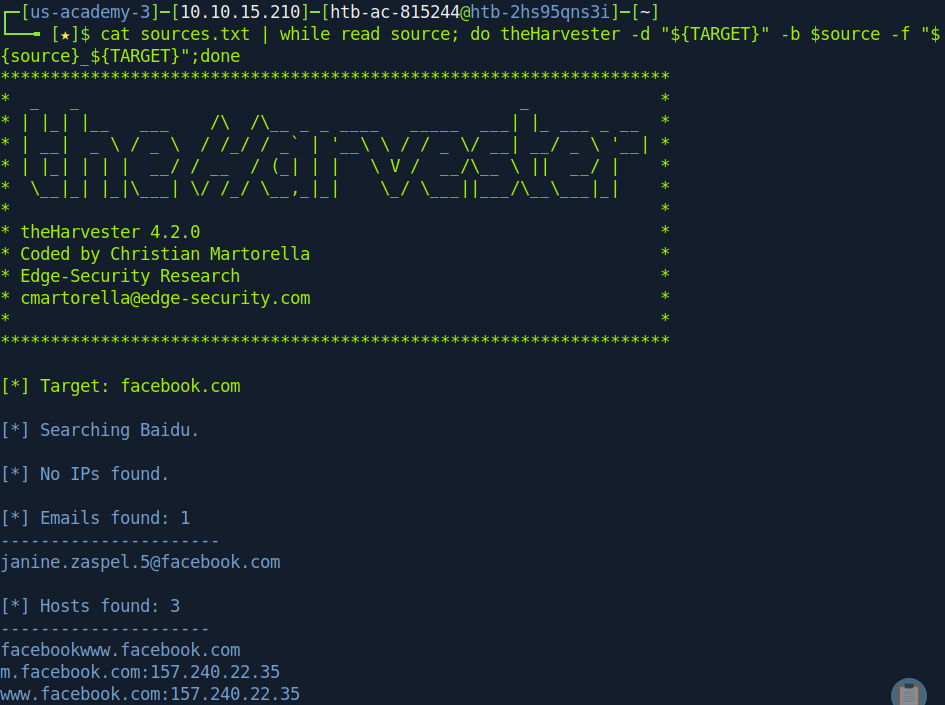 ┌─[us-academy-3]─[10.10.15.210]─[htb-ac-815244@htb-2hs95qns3i]─[~]
└──╼ [★]$ cat sources.txt | while read source; do theHarvester -d "${TARGET}" -b $source -f "$
{source}_${TARGET}";done
*******************************************************************
*  _   _                                            _             *
* | |_| |__   ___    /\  /\__ _ _ ____   _____  ___| |_ ___ _ __  *
* | __|  _ \ / _ \  / /_/ / _` | '__\ \ / / _ \/ __| __/ _ \ '__| *
* | |_| | | |  __/ / __  / (_| | |   \ V /  __/\__ \ ||  __/ |    *
*  \__|_| |_|\___| \/ /_/ \__,_|_|    \_/ \___||___/\__\___|_|    *
*                                                                 *
* theHarvester 4.2.0                                              *
* Coded by Christian Martorella                                   *
* Edge-Security Research                                          *
* cmartorella@edge-security.com                                   *
*                                                                 *
*******************************************************************
[*] Target: facebook.com
[*] Searching Baidu.
[*] No IPs found.
[*] Emails found: 1
----------------------
janine.zaspel.5@facebook.com
[*] Hosts found: 3
---------------------
facebookwww.facebook.com
m.facebook.com:157.240.22.35
www.facebook.com:157.240.22.35